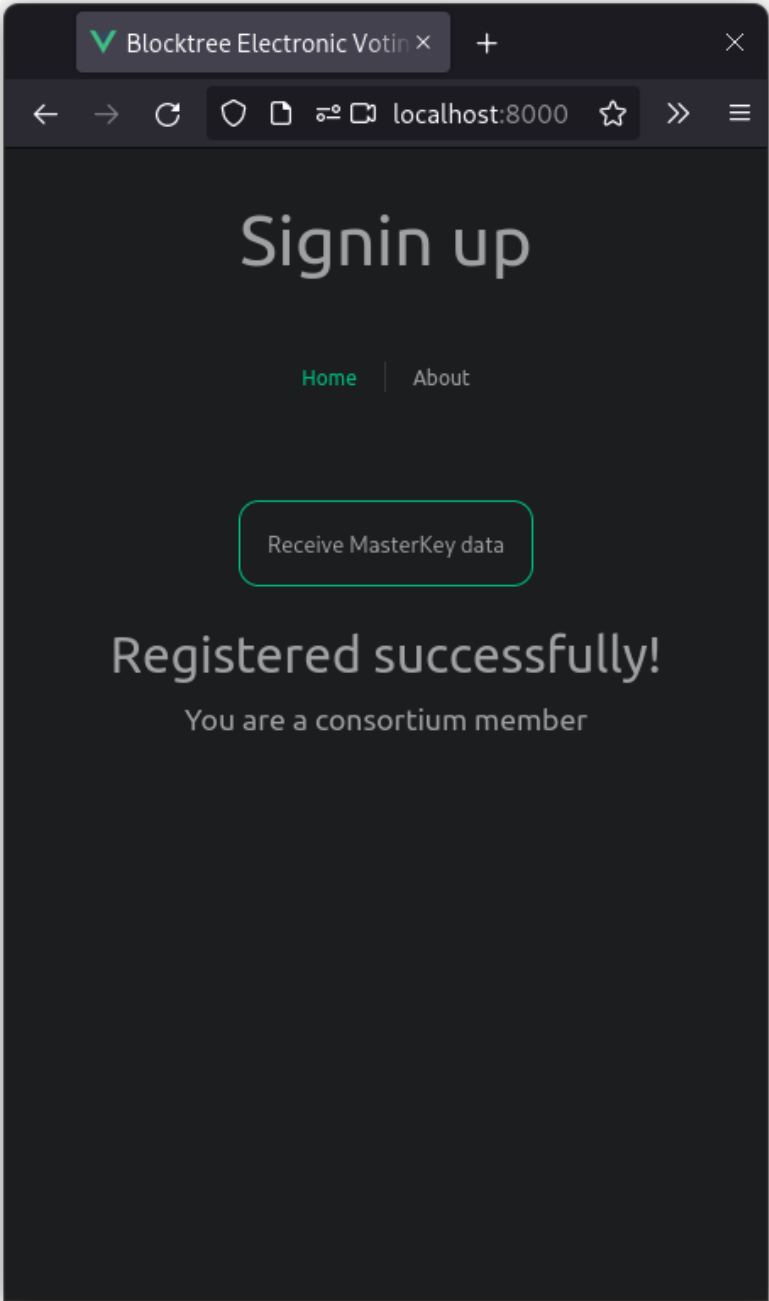 Blocktree Electronic Votin
localhost:8000
Signin up
Home About
Receive MasterKey data
Registered successfully!
You are a consortium member